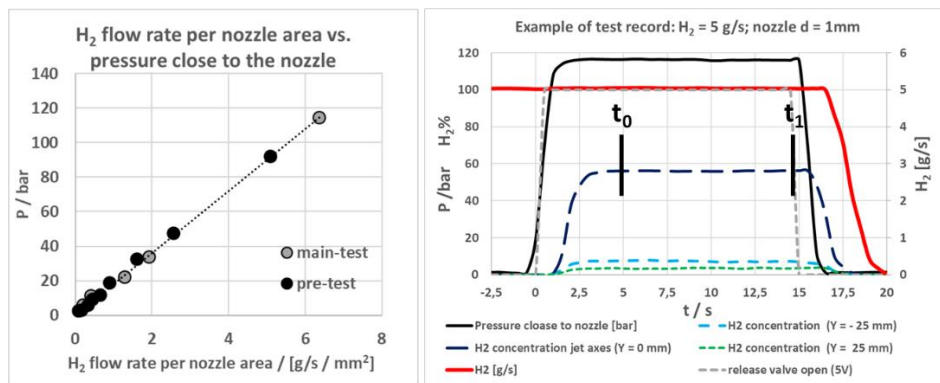 H₂ flow rate per nozzle area vs.
pressure close to the nozzle
140
120
100
80
60
40
20
0
P / bar
main-test
pre-test
0 2 4 6 8
H₂ flow rate per nozzle area / [g/s / mm²]
Example of test record: H₂ = 5 g/s; nozzle d = 1mm
120
100
80
60
40
20
0
P /bar H₂%
t₀
t₁
6
5
4
3
2
1
0
H₂ [g/s]
-2,5 0 2,5 5 7,5 10 12,5 15 17,5 20
t / s
Pressure cloase to nozzle [bar]
H2 concentration (Y = - 25 mm)
H2 concentration jet axes (Y = 0 mm)
H2 concentration (Y = 25 mm)
H2 [g/s]
release valve open (5V)